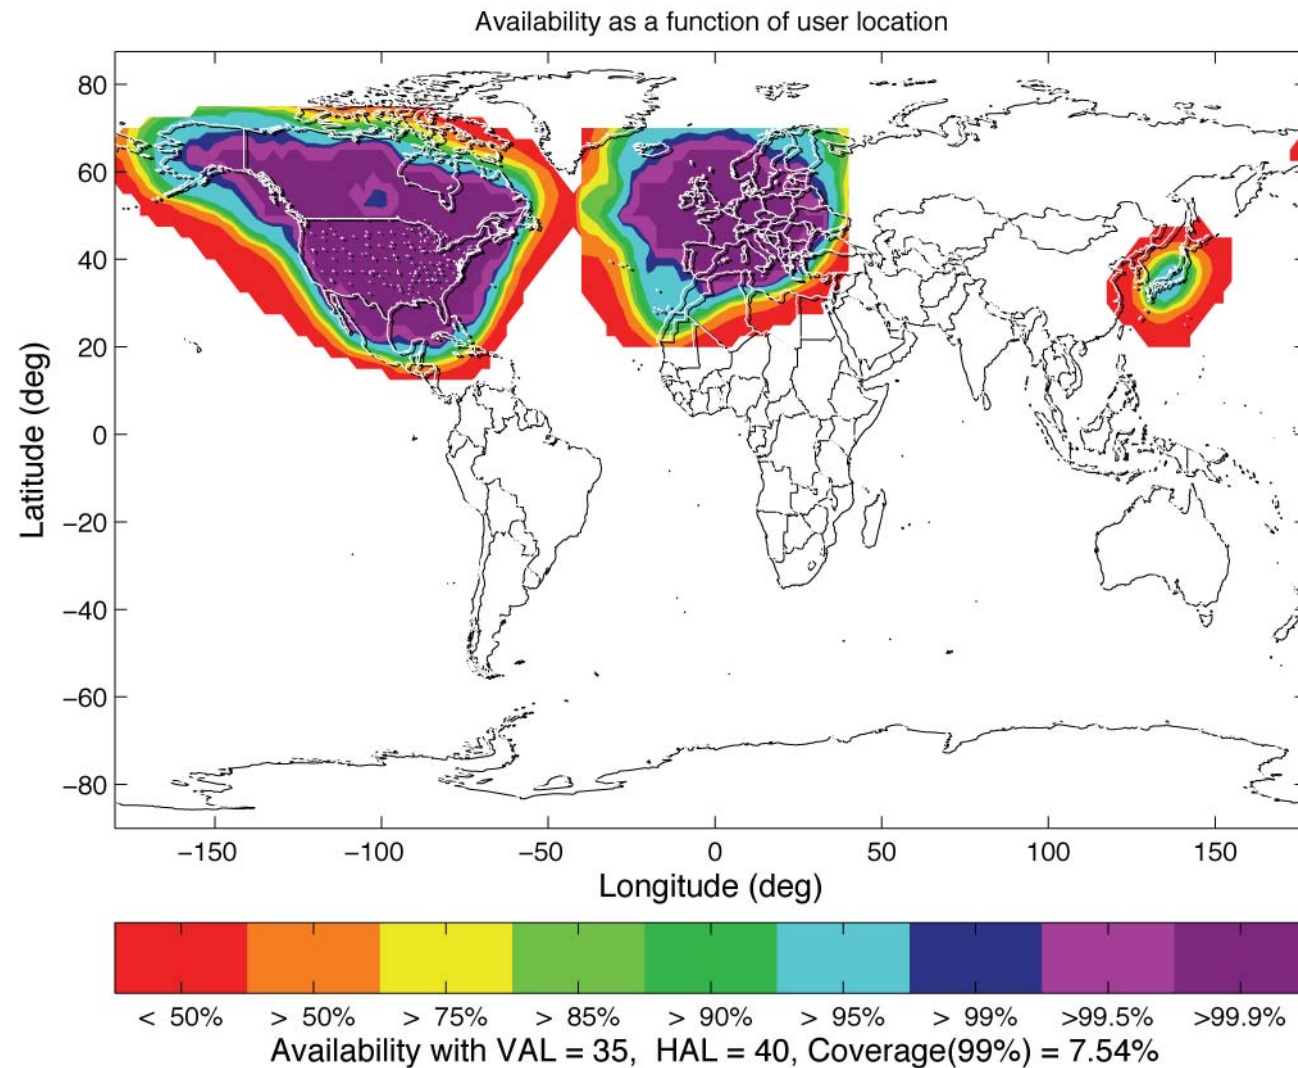 Availability as a function of user location
Latitude (deg)
80
60
40
20
0
−20
−40
−60
−80
−150 −100 −50 0 50 100 150
Longitude (deg)
< 50% > 50% > 75% > 85% > 90% > 95% > 99% >99.5% >99.9%
Availability with VAL = 35, HAL = 40, Coverage(99%) = 7.54%